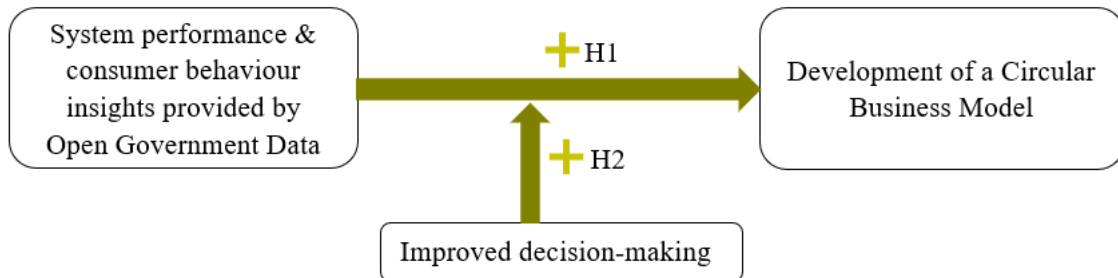 System performance &
consumer behaviour
insights provided by
Open Government Data
+ H1
Development of a Circular
Business Model
+ H2
Improved decision-making